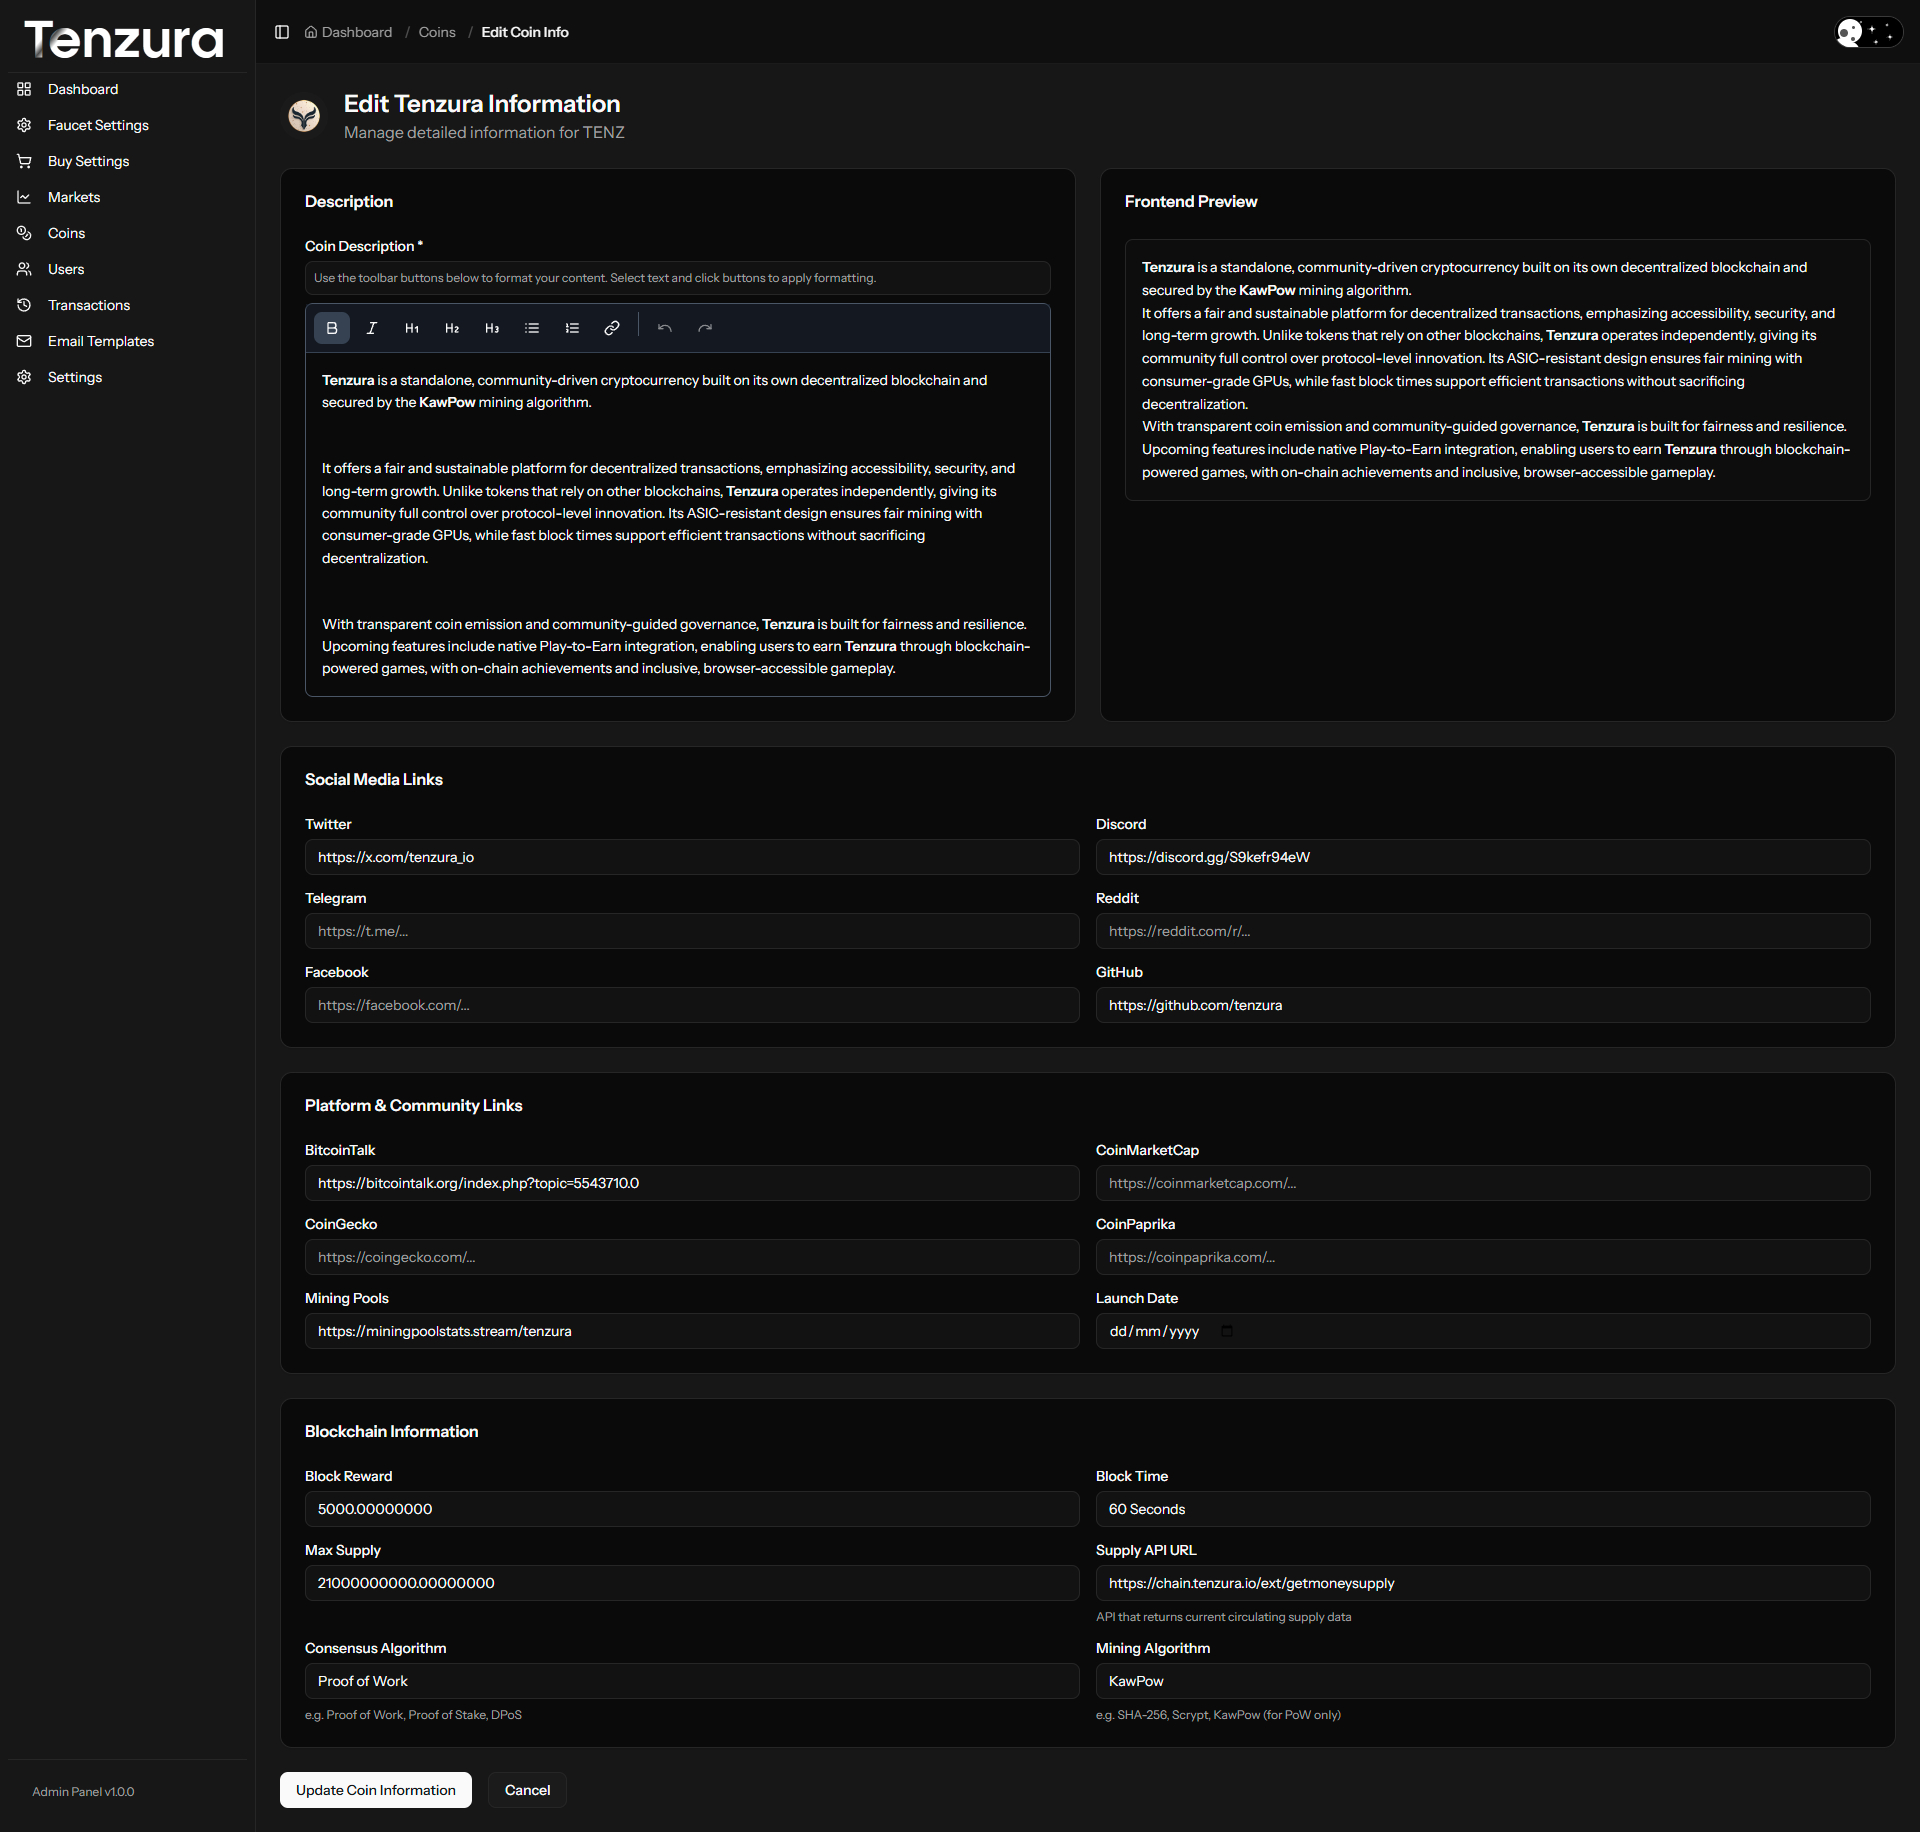 Tenzura
Dashboard
Faucet Settings
Buy Settings
Markets
Coins
Users
Transactions
Email Templates
Settings
Admin Panel v1.0.0
Dashboard / Coins / Edit Coin Info
Edit Tenzura Information
Manage detailed information for TENZ
Description
Coin Description *
Use the toolbar buttons below to format your content. Select text and click buttons to apply formatting.
B I H1 H2 H3
Tenzura is a standalone, community-driven cryptocurrency built on its own decentralized blockchain and
secured by the KawPow mining algorithm.
It offers a fair and sustainable platform for decentralized transactions, emphasizing accessibility, security, and
long-term growth. Unlike tokens that rely on other blockchains, Tenzura operates independently, giving its
community full control over protocol-level innovation. Its ASIC-resistant design ensures fair mining with
consumer-grade GPUs, while fast block times support efficient transactions without sacrificing
decentralization.
With transparent coin emission and community-guided governance, Tenzura is built for fairness and resilience.
Upcoming features include native Play-to-Earn integration, enabling users to earn Tenzura through blockchain-
powered games, with on-chain achievements and inclusive, browser-accessible gameplay.
Frontend Preview
Tenzura is a standalone, community-driven cryptocurrency built on its own decentralized blockchain and
secured by the KawPow mining algorithm.
It offers a fair and sustainable platform for decentralized transactions, emphasizing accessibility, security, and
long-term growth. Unlike tokens that rely on other blockchains, Tenzura operates independently, giving its
community full control over protocol-level innovation. Its ASIC-resistant design ensures fair mining with
consumer-grade GPUs, while fast block times support efficient transactions without sacrificing
decentralization.
With transparent coin emission and community-guided governance, Tenzura is built for fairness and resilience.
Upcoming features include native Play-to-Earn integration, enabling users to earn Tenzura through blockchain-
powered games, with on-chain achievements and inclusive, browser-accessible gameplay.
Social Media Links
Twitter
https://x.com/tenzura_io
Discord
https://discord.gg/S9kefr94eW
Telegram
https://t.me/...
Reddit
https://reddit.com/r/...
Facebook
https://facebook.com/...
GitHub
https://github.com/tenzura
Platform & Community Links
BitcoinTalk
https://bitcointalk.org/index.php?topic=5543710.0
CoinMarketCap
https://coinmarketcap.com/...
CoinGecko
https://coingecko.com/...
CoinPaprika
https://coinpaprika.com/...
Mining Pools
https://miningpoolstats.stream/tenzura
Launch Date
dd/mm/yyyy
Blockchain Information
Block Reward
5000.00000000
Block Time
60 Seconds
Max Supply
21000000000.00000000
Supply API URL
https://chain.tenzura.io/ext/getmoneysupply
API that returns current circulating supply data
Consensus Algorithm
Proof of Work
e.g. Proof of Work, Proof of Stake, DPoS
Mining Algorithm
KawPow
e.g. SHA-256, Scrypt, KawPow (for PoW only)
Update Coin Information
Cancel